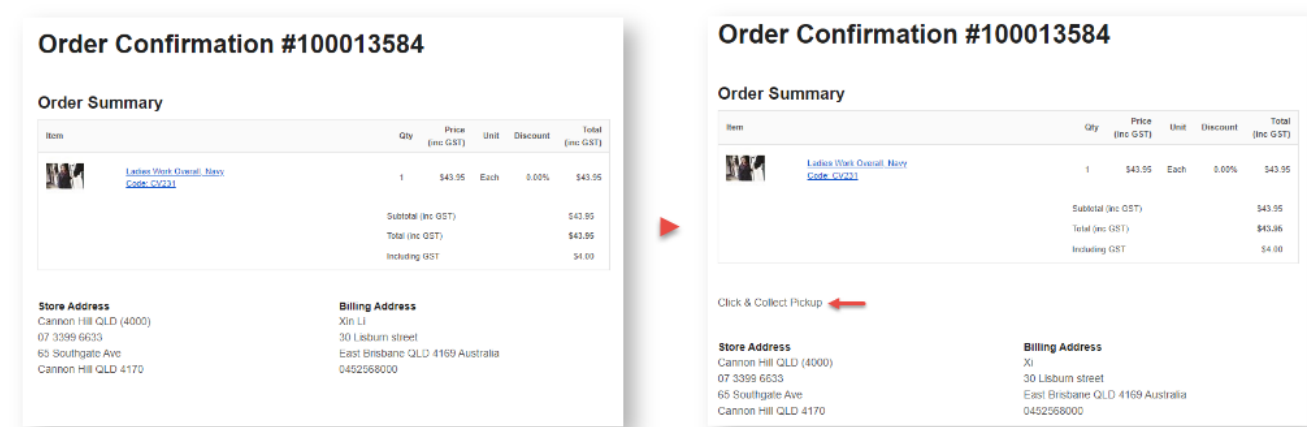 Order Confirmation #100013584
Order Summary
Item Qty Price (inc GST) Unit Discount Total (inc GST)
Ladies Work Overall, Navy
Code: CV231
1 $43.95 Each 0.00% $43.95
Subtotal (inc GST) $43.95
Total (inc GST) $43.95
Including GST $4.00
Store Address
Cannon Hill QLD (4000)
07 3399 6633
65 Southgate Ave
Cannon Hill QLD 4170
Billing Address
Xin Li
30 Lisburn street
East Brisbane QLD 4169 Australia
0452568000
Order Confirmation #100013584
Order Summary
Item Qty Price (inc GST) Unit Discount Total (inc GST)
Ladies Work Overall, Navy
Code: CV231
1 $43.95 Each 0.00% $43.95
Subtotal (inc GST) $43.95
Total (inc GST) $43.95
Including GST $4.00
Click & Collect Pickup
Store Address
Cannon Hill QLD (4000)
07 3399 6633
65 Southgate Ave
Cannon Hill QLD 4170
Billing Address
Xi
30 Lisburn street
East Brisbane QLD 4169 Australia
0452568000